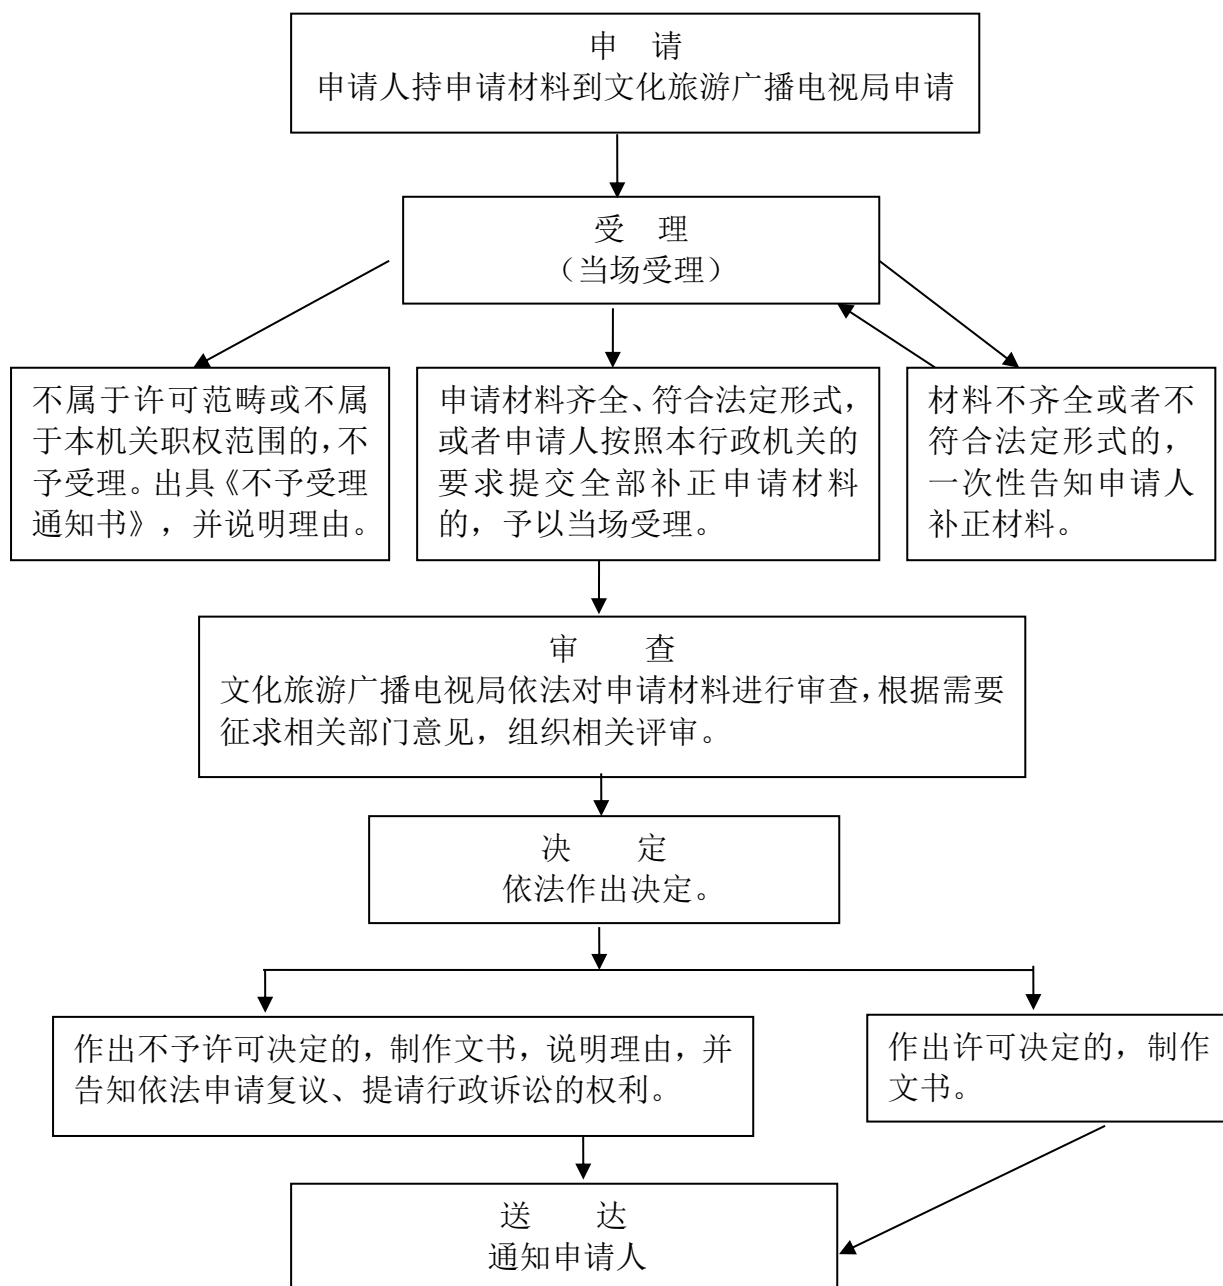 申 请
申请人持申请材料到文化旅游广播电视局申请
受 理
（当场受理）
不属于许可范畴或不属
于本机关职权范围的，不
予受理。出具《不予受理
通知书》，并说明理由。
申请材料齐全、符合法定形式，
或者申请人按照本行政机关的
要求提交全部补正申请材料
的，予以当场受理。
材料不齐全或者不
符合法定形式的，
一次性告知申请人
补正材料。
审 查
文化旅游广播电视局依法对申请材料进行审查，根据需要
征求相关部门意见，组织相关评审。
决 定
依法作出决定。
作出不予许可决定的，制作文书，说明理由，并
告知依法申请复议、提请行政诉讼的权利。
作出许可决定的，制作
文书。
送 达
通知申请人